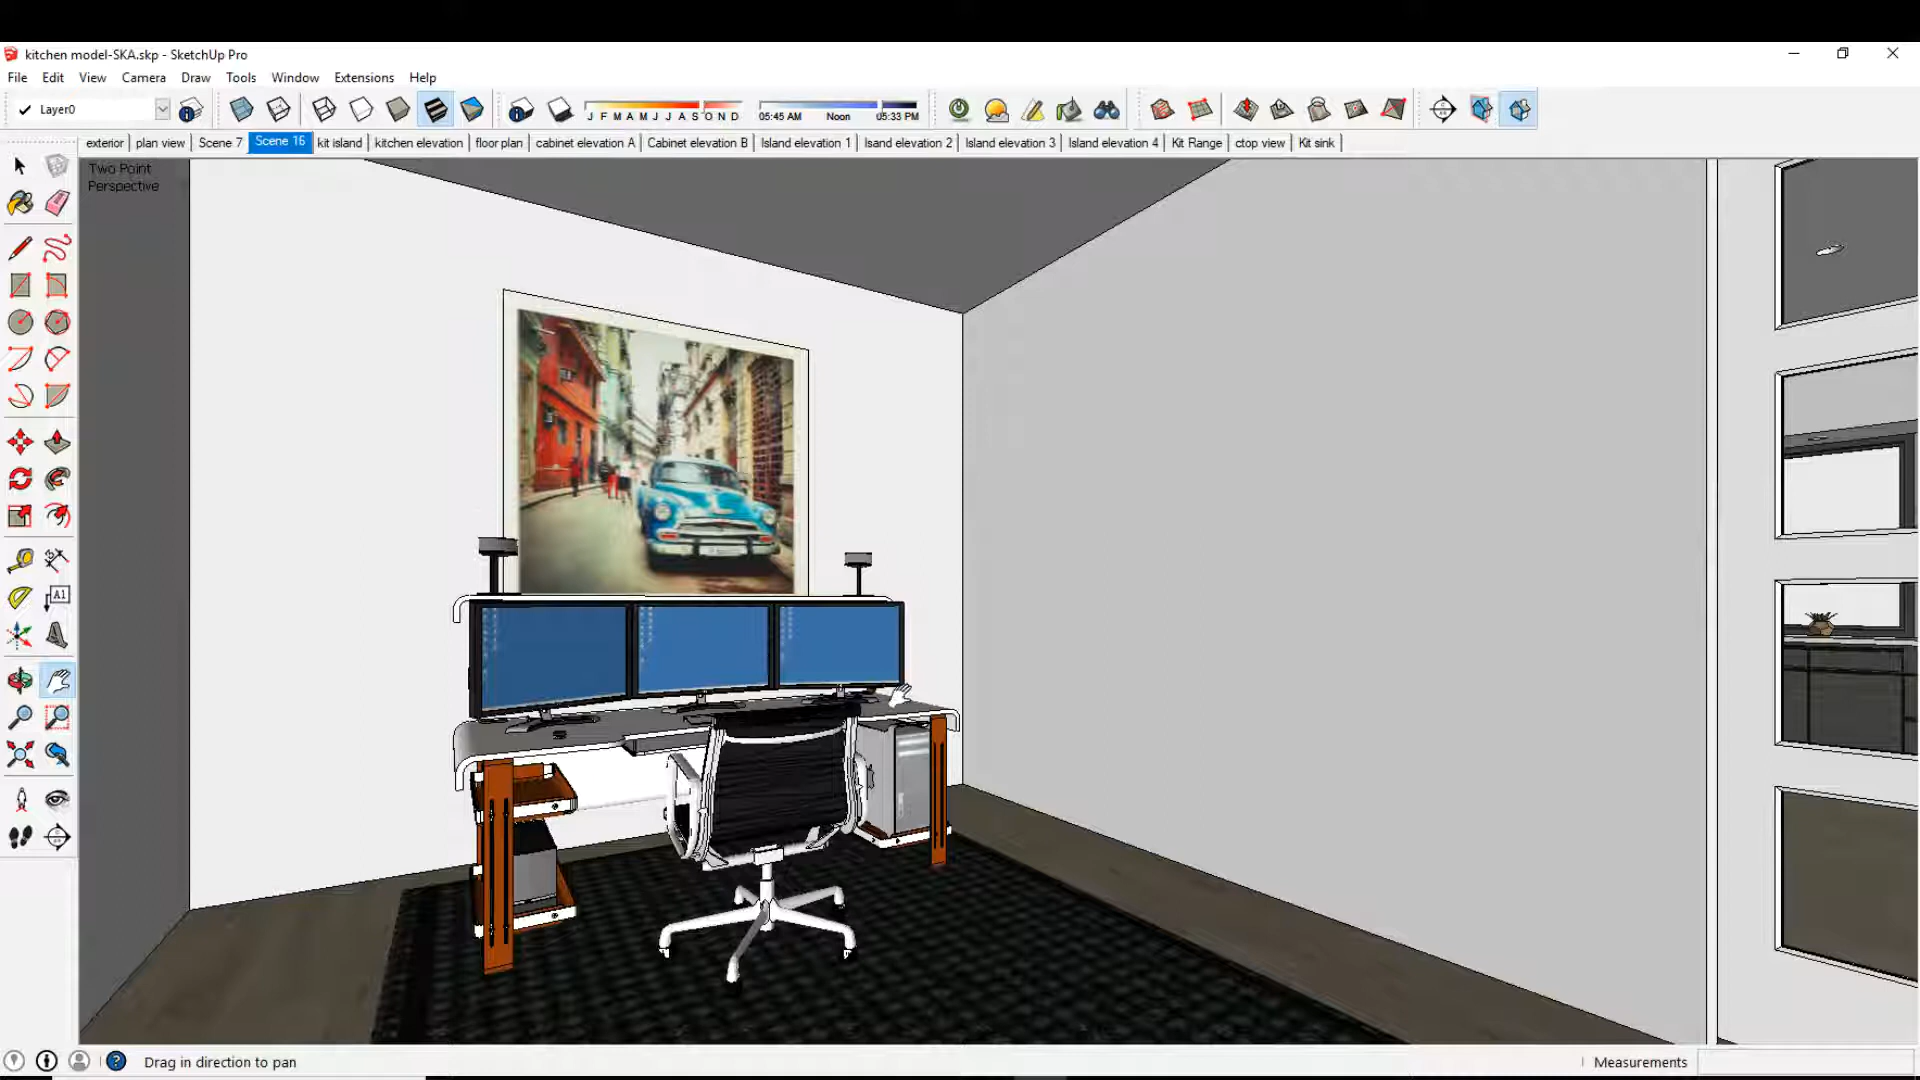 kitchen model-SKA.skp - SketchUp Pro
File Edit View Camera Draw Tools Window Extensions Help
Layer0
J F M A M J J A S O N D
05:45 AM Noon 05:33 PM
exterior plan view Scene 7 Scene 16 kit island kitchen elevation floor plan cabinet elevation A Cabinet elevation B Island elevation 1 Isand elevation 2 Island elevation 3 Island elevation 4 Kit Range ctop view Kit sink
Two Point
Perspective
A1
Drag in direction to pan
Measurements